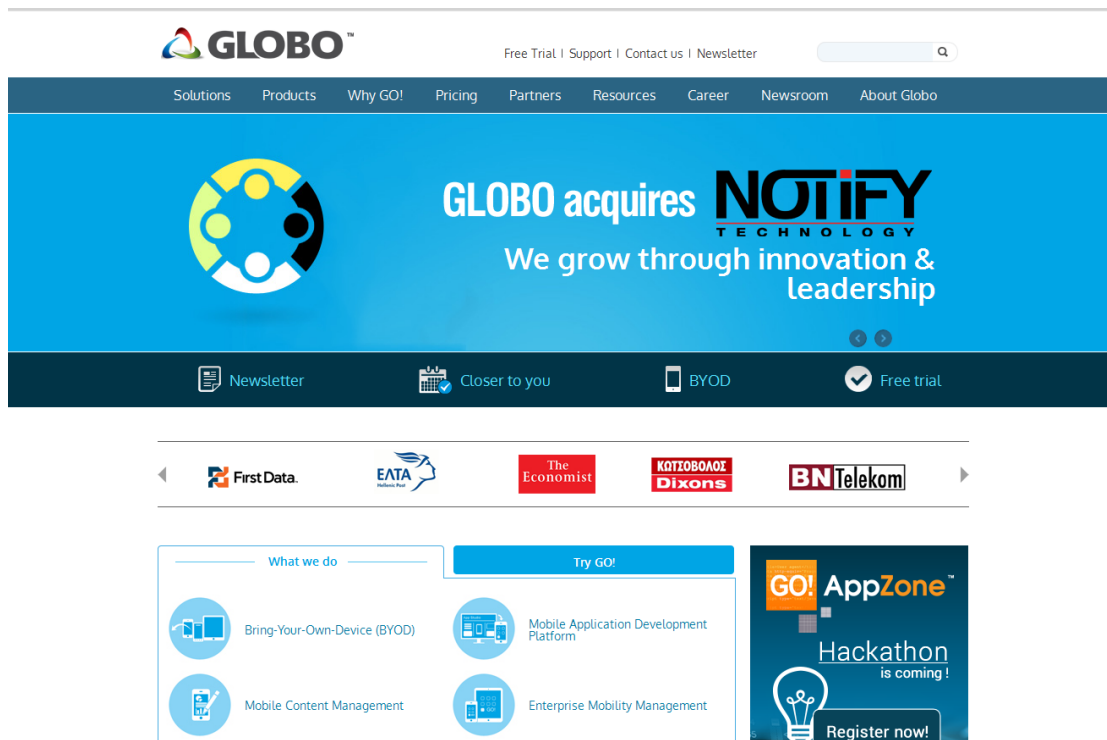 GLOBO™
Free Trial | Support | Contact us | Newsletter
Solutions Products Why GO! Pricing Partners Resources Career Newsroom About Globo
GLOBO acquires NOTiFY
TECHNOLOGY
We grow through innovation &
leadership
Newsletter Closer to you BYOD Free trial
First Data.
ΕΛΤΑ
Hellenic Post
The
Economist
ΚΩΤΣΟΒΟΛΟΣ
Dixons
BN Telekom
What we do
Try GO!
Bring-Your-Own-Device (BYOD)
Mobile Application Development
Platform
Mobile Content Management
Enterprise Mobility Management
GO! AppZone™
Hackathon
is coming!
Register now!